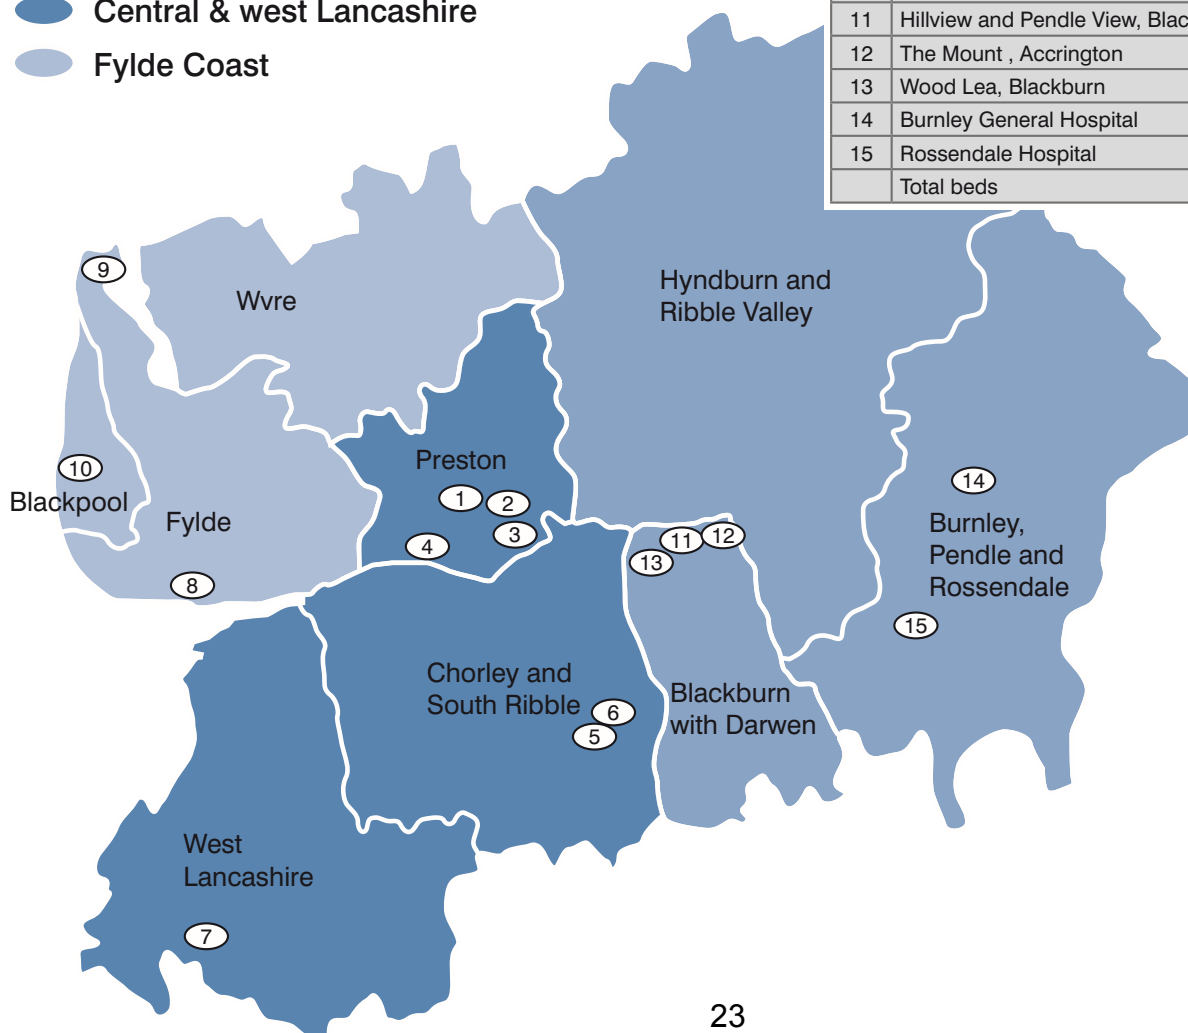 Central & west Lancashire
Fylde Coast
11 Hillview and Pendle View, Blac
12 The Mount , Accrington
13 Wood Lea, Blackburn
14 Burnley General Hospital
15 Rossendale Hospital
Total beds
9
Wvre
Hyndburn and
Ribble Valley
Preston
10
Blackpool
Fylde
1
2
3
4
8
14
Burnley,
Pendle and
Rossendale
11
12
13
15
Chorley and
South Ribble
6
5
Blackburn
with Darwen
West
Lancashire
7
23